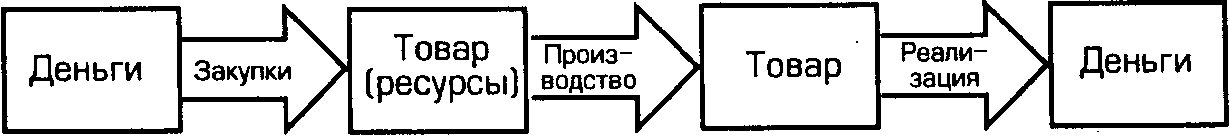 Деньги
Закупки
Товар
(ресурсы)
Произ-
водство
Товар
Реали-
зация
Деньги